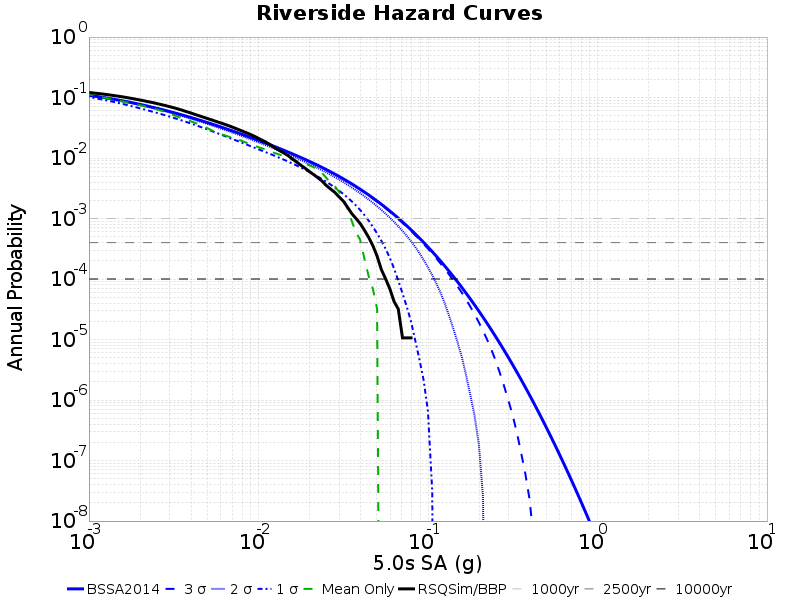 Riverside Hazard Curves
10^0
10^-1
10^-2
10^-3
10^-4
10^-5
10^-6
10^-7
10^-8
Annual Probability
10^-3 10^-2 10^-1 10^0 10^1
5.0s SA (g)
BSSA2014 3 σ 2 σ 1 σ Mean Only RSQSim/BBP 1000yr 2500yr 10000yr